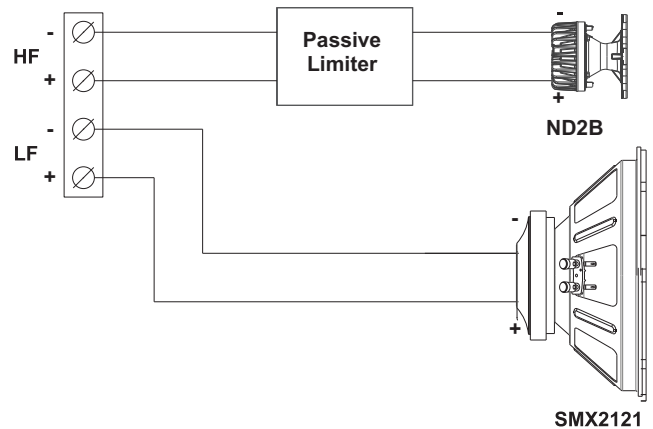 -
HF
+
-
LF
+
Passive
Limiter
-
+
ND2B
-
+
SMX2121